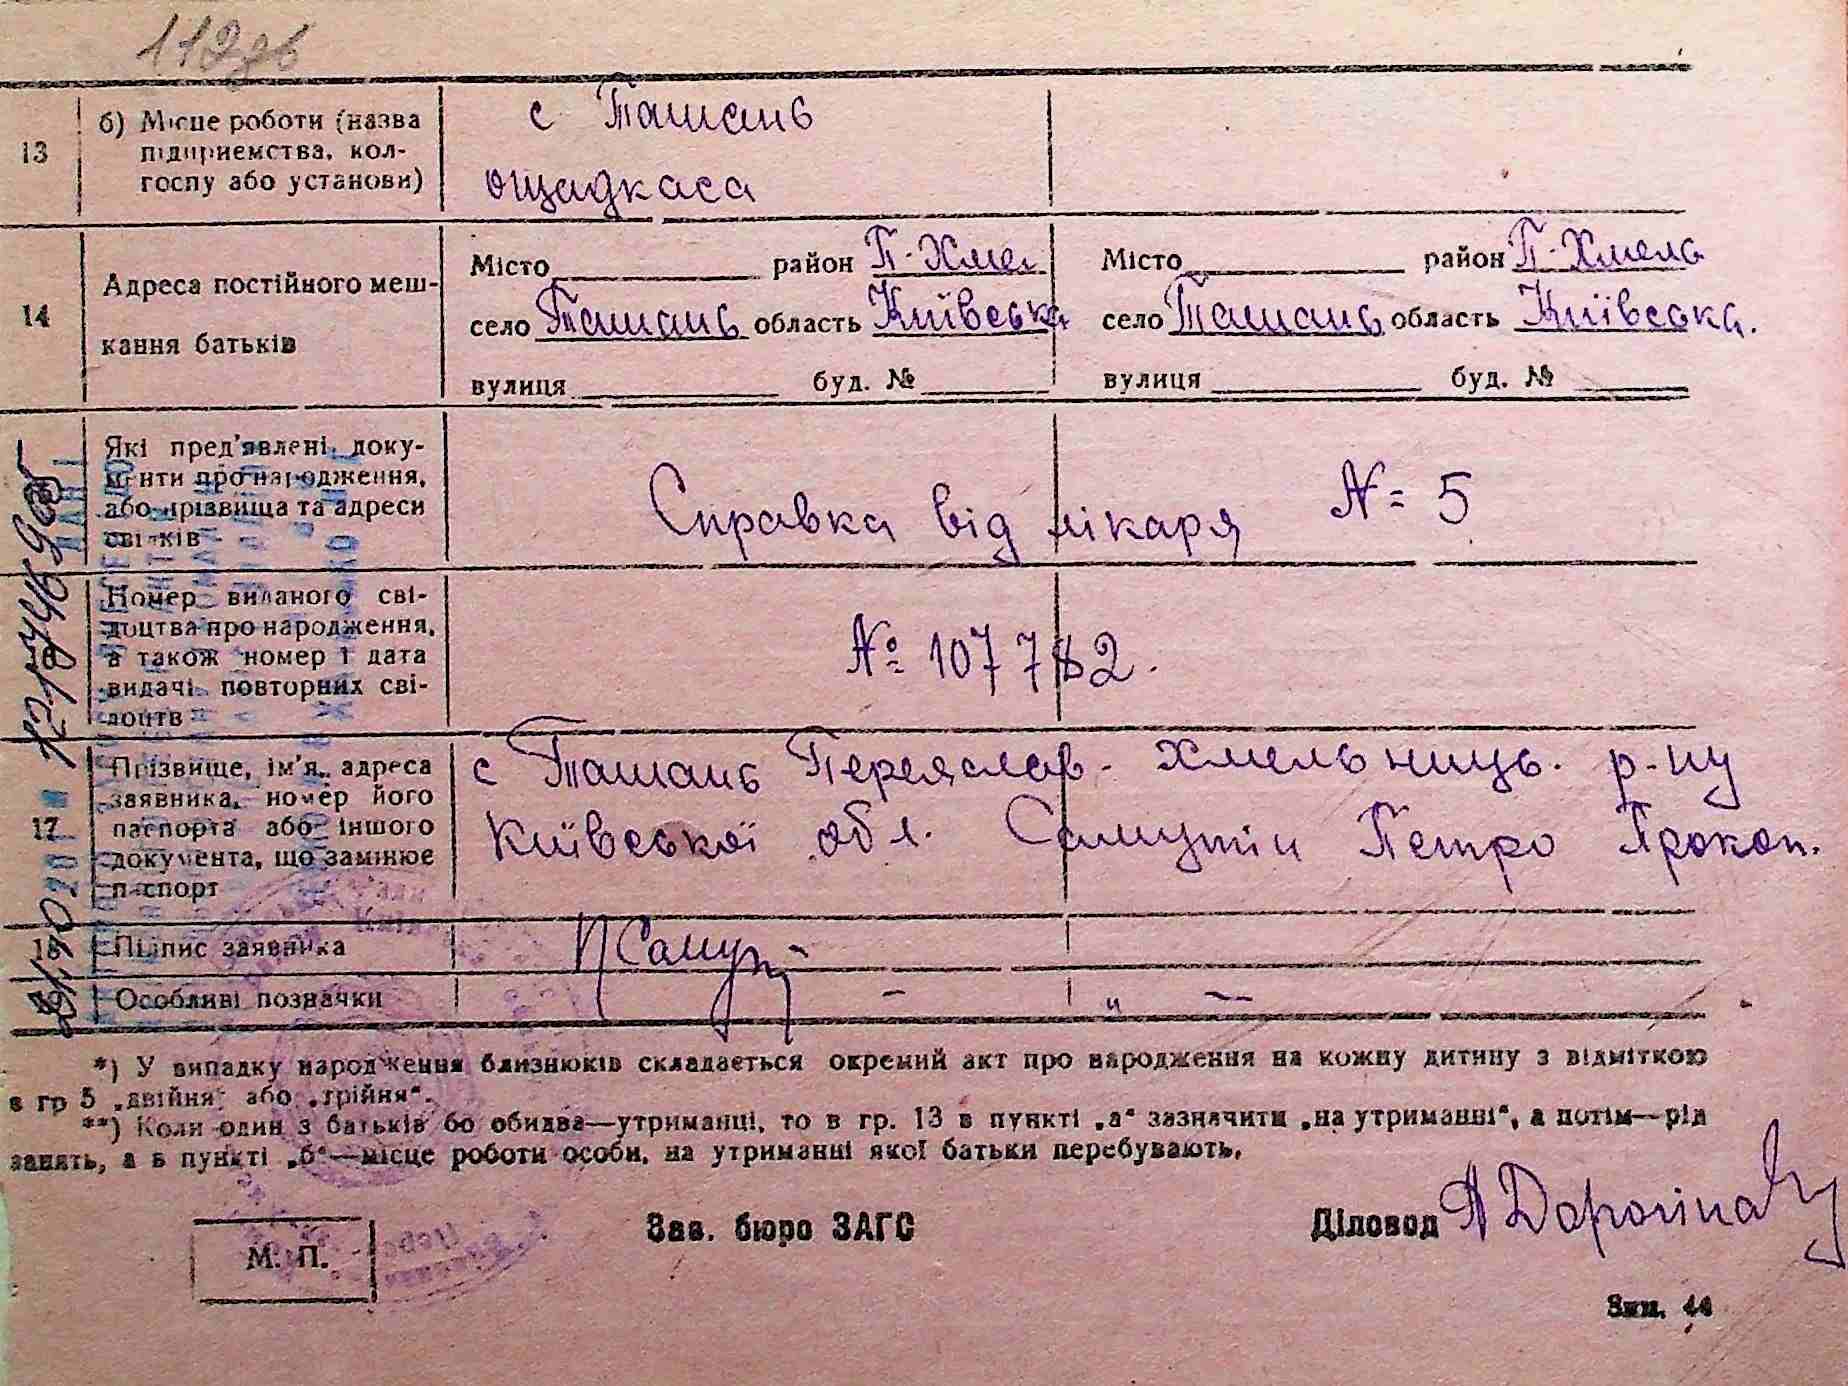 112зв
13 б) Місце роботи (назва підприємства, колгоспу або установи) с Ташань
ощадкаса
14 Адреса постійного мешкання батьків
Місто район П-Хмел Місто район П-Хмель
село Ташань область Київська село Ташань область Київська.
вулиця буд. № вулиця буд. №
Які пред'явлені документи про народження, або прізвища та адреси свідків
Справка від лікаря № 5
Номер виданого свідоцтва про народження, а також номер і дата видачі повторних свідоцтв
№ 107782.
17 Прізвище, ім'я, адреса заявника, номер його паспорта або іншого документа, що замінює паспорт
с Ташань Переяслав-Хмельниць. р-ну
Київської обл. Самутін Петро Прокоп.
18 Підпис заявника ПСамут
Особливі позначки — " —
*) У випадку народження близнюків складається окремий акт про народження на кожну дитину з відміткою
в гр 5 „двійня" або „трійня".
**) Коли один з батьків бо обидва—утриманці, то в гр. 13 в пункті „а" зазначити „на утриманні", а потім—рід
занять, а в пункті „б"—місце роботи особи, на утриманні якої батьки перебувають.
М. П.
Зав. бюро ЗАГС
Діловод
Зам. 44